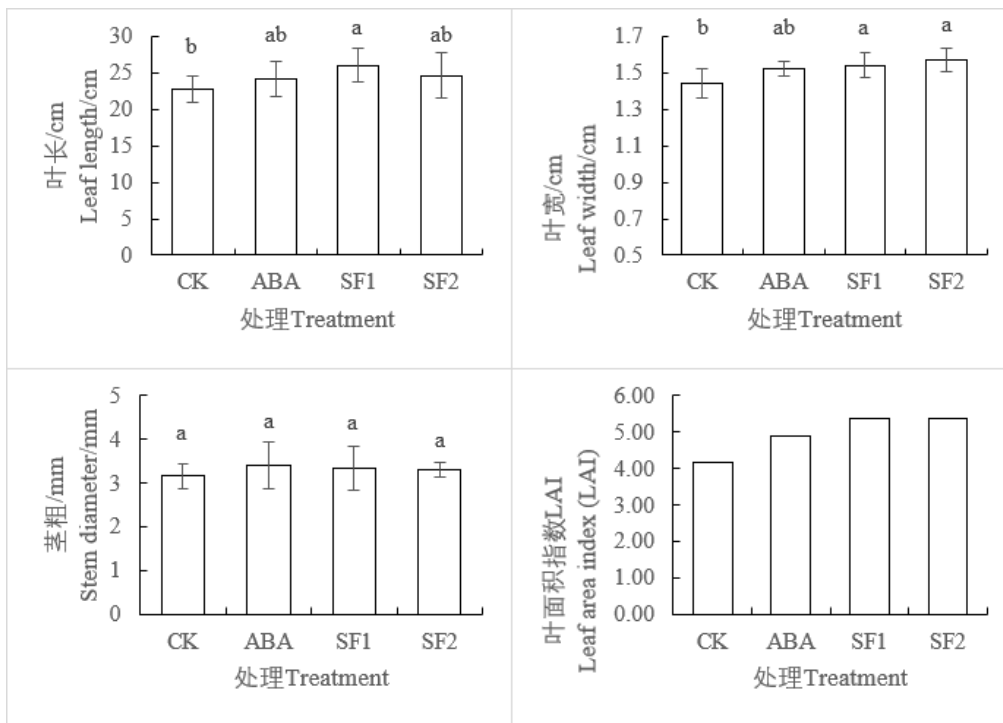 叶长/cm
Leaf length/cm
30
25
20
15
10
5
0
b
ab
a
ab
CK
ABA
SF1
SF2
处理Treatment
叶宽/cm
Leaf width/cm
1.7
1.5
1.3
1.1
0.9
0.7
0.5
b
ab
a
a
CK
ABA
SF1
SF2
处理Treatment
茎粗/mm
Stem diameter/mm
5
4
3
2
1
0
a
a
a
a
CK
ABA
SF1
SF2
处理Treatment
叶面积指数LAI
Leaf area index (LAI)
6.00
5.00
4.00
3.00
2.00
1.00
0.00
CK
ABA
SF1
SF2
处理Treatment